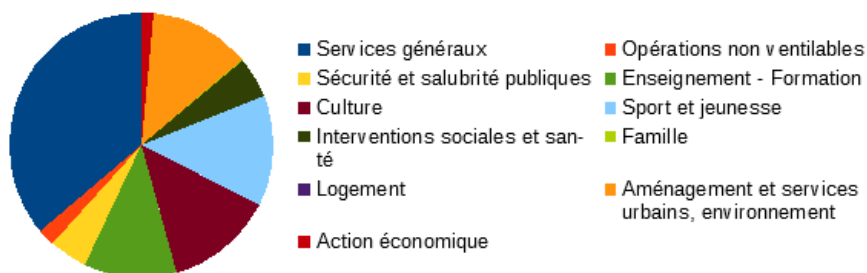 Services généraux
Opérations non ventilables
Sécurité et salubrité publiques
Enseignement - Formation
Culture
Sport et jeunesse
Interventions sociales et san-
té
Famille
Logement
Aménagement et services
urbains, environnement
Action économique